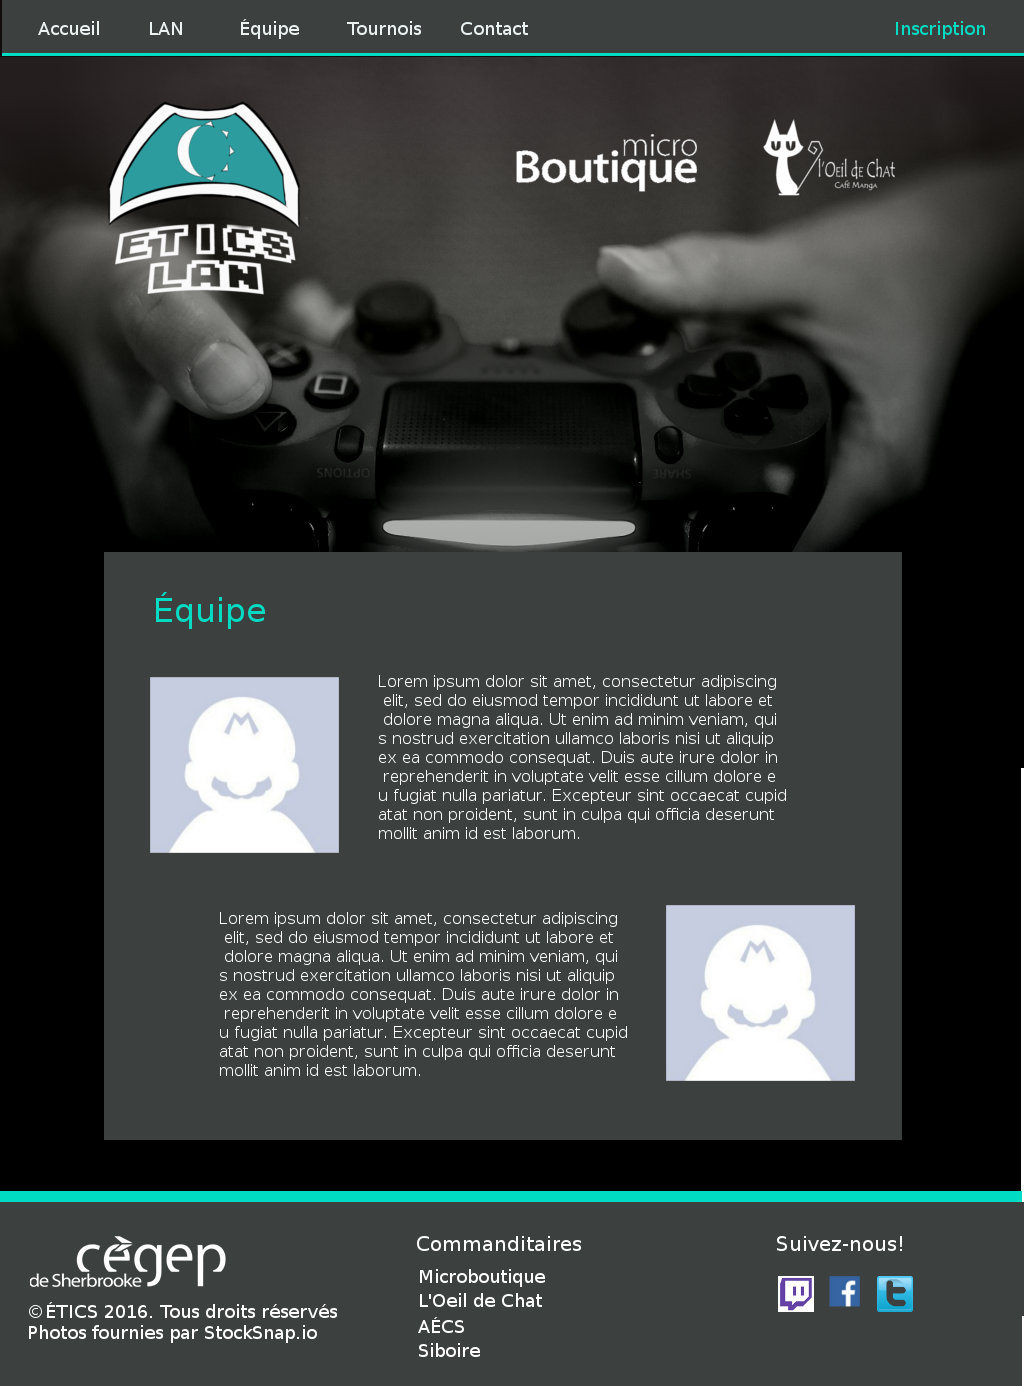 Accueil LAN Équipe Tournois Contact Inscription
ETICS
LAN
micro
Boutique
l'Oeil de Chat
Café Manga
OPTIONS
SHARE
Équipe
Lorem ipsum dolor sit amet, consectetur adipiscing
elit, sed do eiusmod tempor incididunt ut labore et
dolore magna aliqua. Ut enim ad minim veniam, qui
s nostrud exercitation ullamco laboris nisi ut aliquip
ex ea commodo consequat. Duis aute irure dolor in
reprehenderit in voluptate velit esse cillum dolore e
u fugiat nulla pariatur. Excepteur sint occaecat cupid
atat non proident, sunt in culpa qui officia deserunt
mollit anim id est laborum.
Lorem ipsum dolor sit amet, consectetur adipiscing
elit, sed do eiusmod tempor incididunt ut labore et
dolore magna aliqua. Ut enim ad minim veniam, qui
s nostrud exercitation ullamco laboris nisi ut aliquip
ex ea commodo consequat. Duis aute irure dolor in
reprehenderit in voluptate velit esse cillum dolore e
u fugiat nulla pariatur. Excepteur sint occaecat cupid
atat non proident, sunt in culpa qui officia deserunt
mollit anim id est laborum.
cégep
de Sherbrooke
©ÉTICS 2016. Tous droits réservés
Photos fournies par StockSnap.io
Commanditaires
Microboutique
L'Oeil de Chat
AÉCS
Siboire
Suivez-nous!